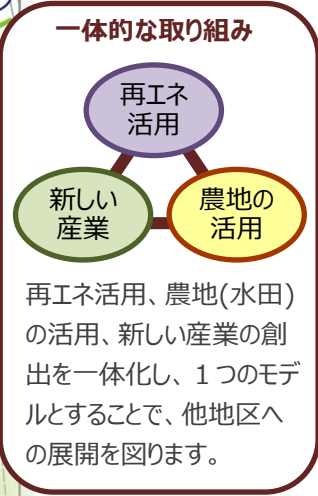 一体的な取り組み
再エネ
活用
新しい
産業
農地の
活用
再エネ活用、農地(水田)
の活用、新しい産業の創
出を一体化し、１つのモデ
ルとすることで、他地区へ
の展開を図ります。